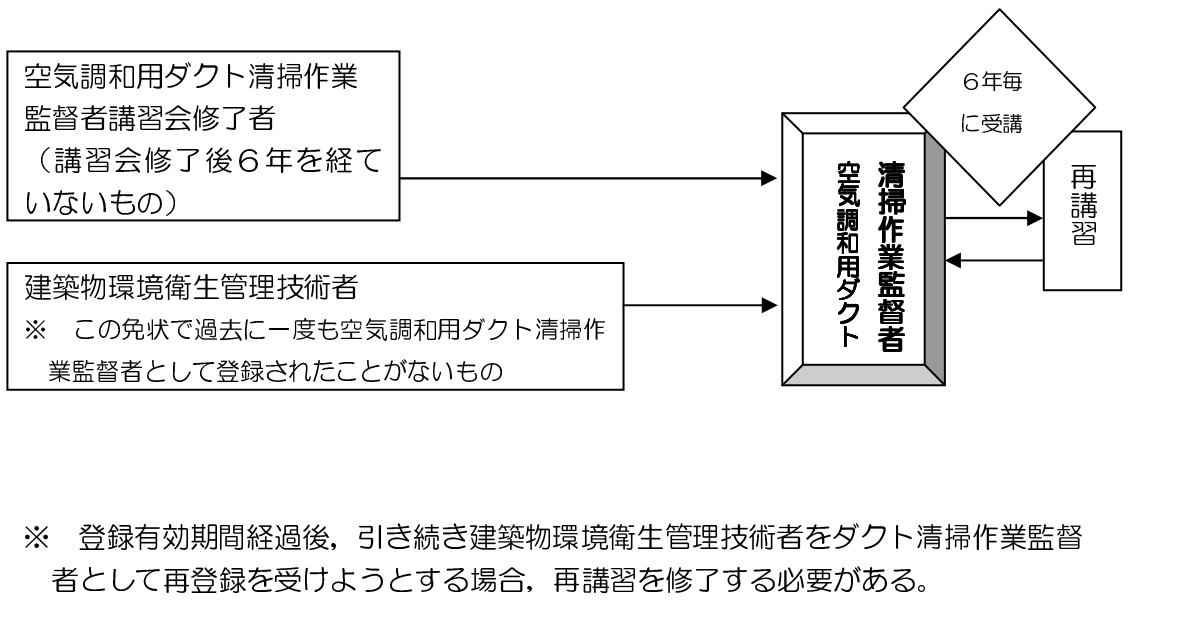 空気調和用ダクト清掃作業
監督者講習会修了者
（講習会修了後６年を経て
いないもの）
建築物環境衛生管理技術者
※　この免状で過去に一度も空気調和用ダクト清掃作
業監督者として登録されたことがないもの
清掃作業監督者
空気調和用ダクト
６年毎
に受講
再講習
※　登録有効期間経過後，引き続き建築物環境衛生管理技術者をダクト清掃作業監督
者として再登録を受けようとする場合，再講習を修了する必要がある。